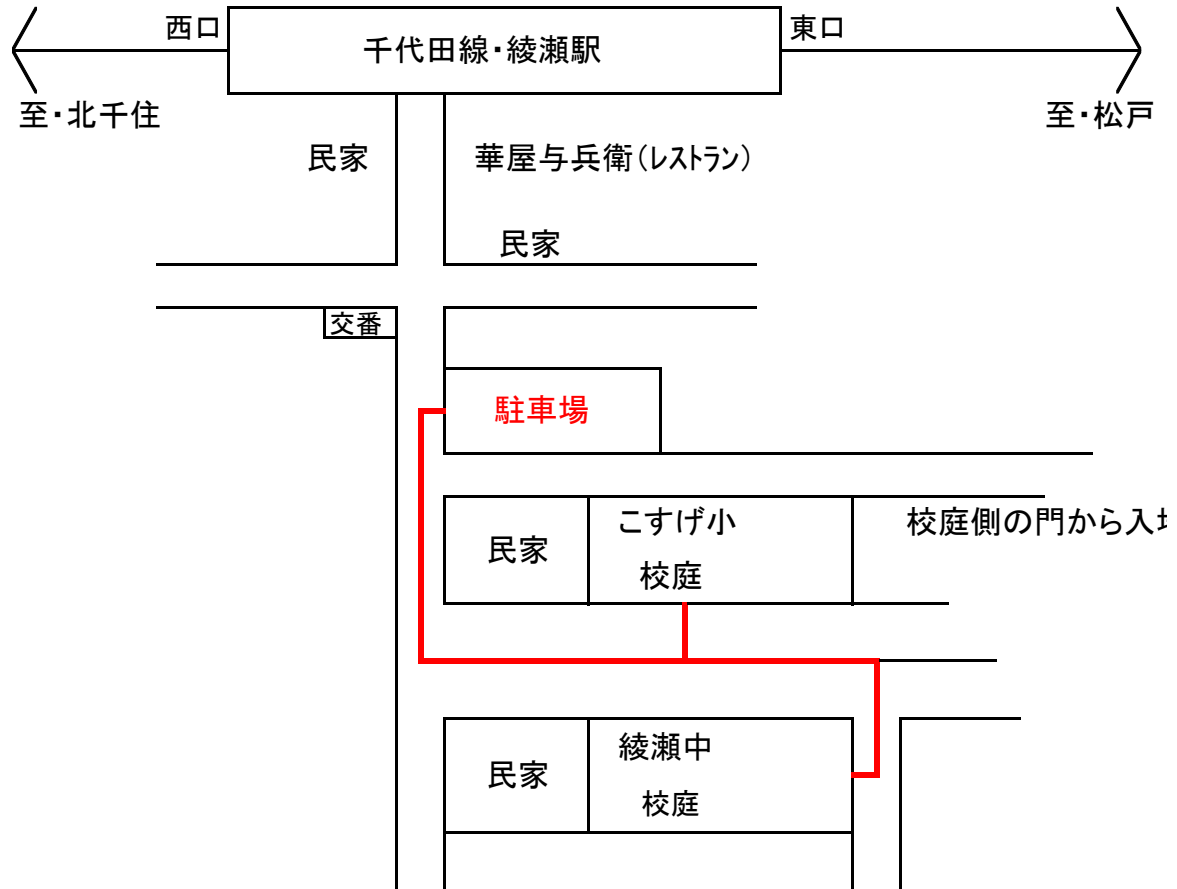 西口
千代田線・綾瀬駅
東口
至・北千住
至・松戸
民家
華屋与兵衛(レストラン)
民家
交番
駐車場
民家
こすげ小
校庭
校庭側の門から入
民家
綾瀬中
校庭